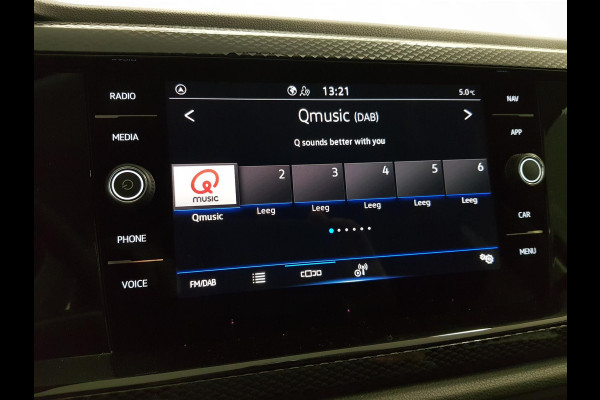 RADIO
MEDIA
PHONE
VOICE
13:21
5.0°C
< Qmusic (DAB) >
Q sounds better with you
Q
music
2 3 4 5 6
Qmusic Leeg Leeg Leeg Leeg Leeg
FM/DAB
NAV
APP
CAR
MENU